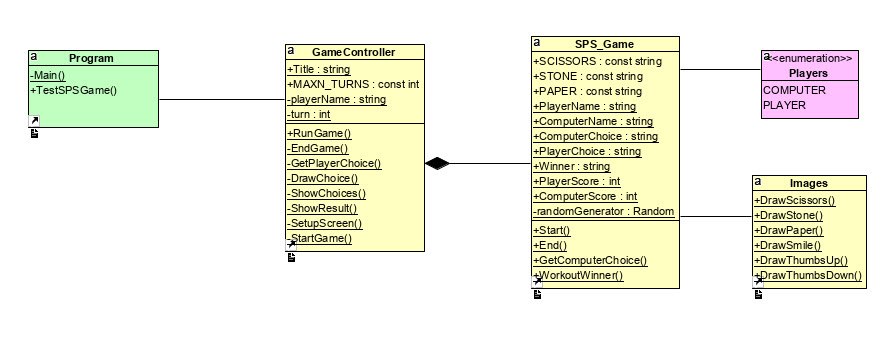 a
Program
-Main()
+TestSPSGame()
a
GameController
+Title : string
+MAXN_TURNS : const int
-playerName : string
-turn : int
+RunGame()
-EndGame()
-GetPlayerChoice()
-DrawChoice()
-ShowChoices()
-ShowResult()
-SetupScreen()
-StartGame()
a
SPS_Game
+SCISSORS : const string
+STONE : const string
+PAPER : const string
+PlayerName : string
+ComputerName : string
+ComputerChoice : string
+PlayerChoice : string
+Winner : string
+PlayerScore : int
+ComputerScore : int
-randomGenerator : Random
+Start()
+End()
+GetComputerChoice()
+WorkoutWinner()
a
<<enumeration>>
Players
COMPUTER
PLAYER
a
Images
+DrawScissors()
+DrawStone()
+DrawPaper()
+DrawSmile()
+DrawThumbsUp()
+DrawThumbsDown()